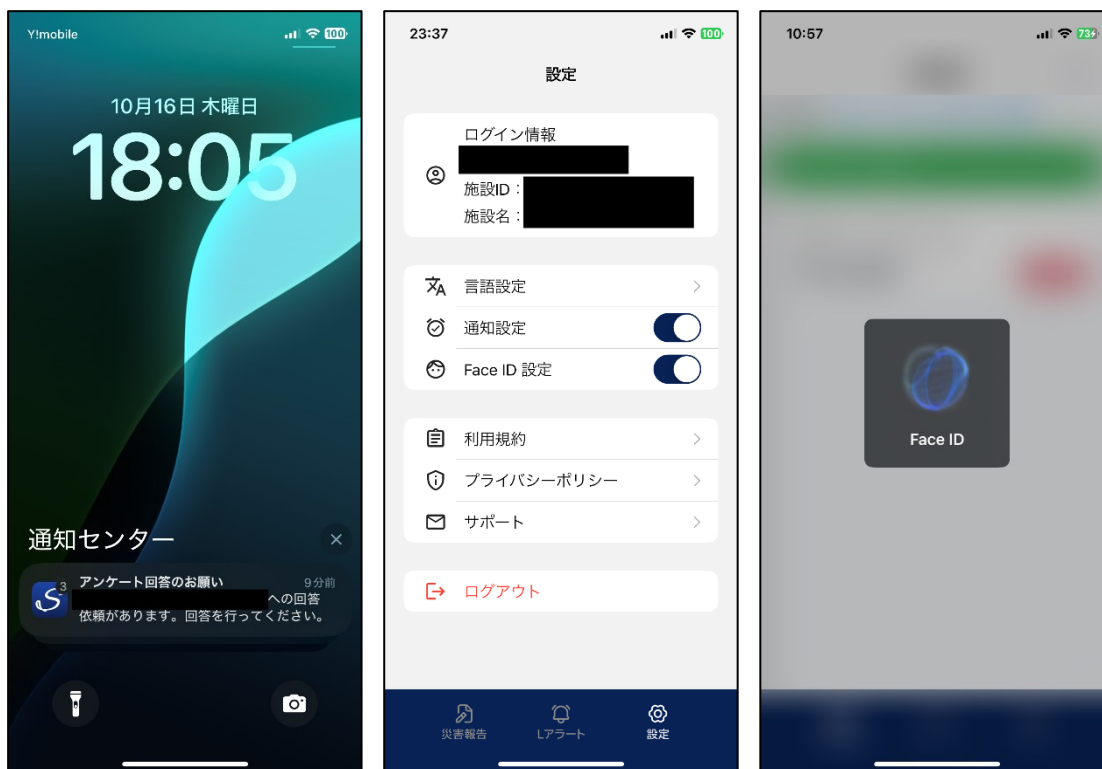 Y!mobile
100
10月16日 木曜日
18:05
通知センター
アンケート回答のお願い
9分前
3
への回答
依頼があります。回答を行ってください。
23:37
100
設定
ログイン情報
施設ID：
施設名：
言語設定
通知設定
Face ID 設定
利用規約
プライバシーポリシー
サポート
ログアウト
災害報告
Lアラート
設定
10:57
73
Face ID